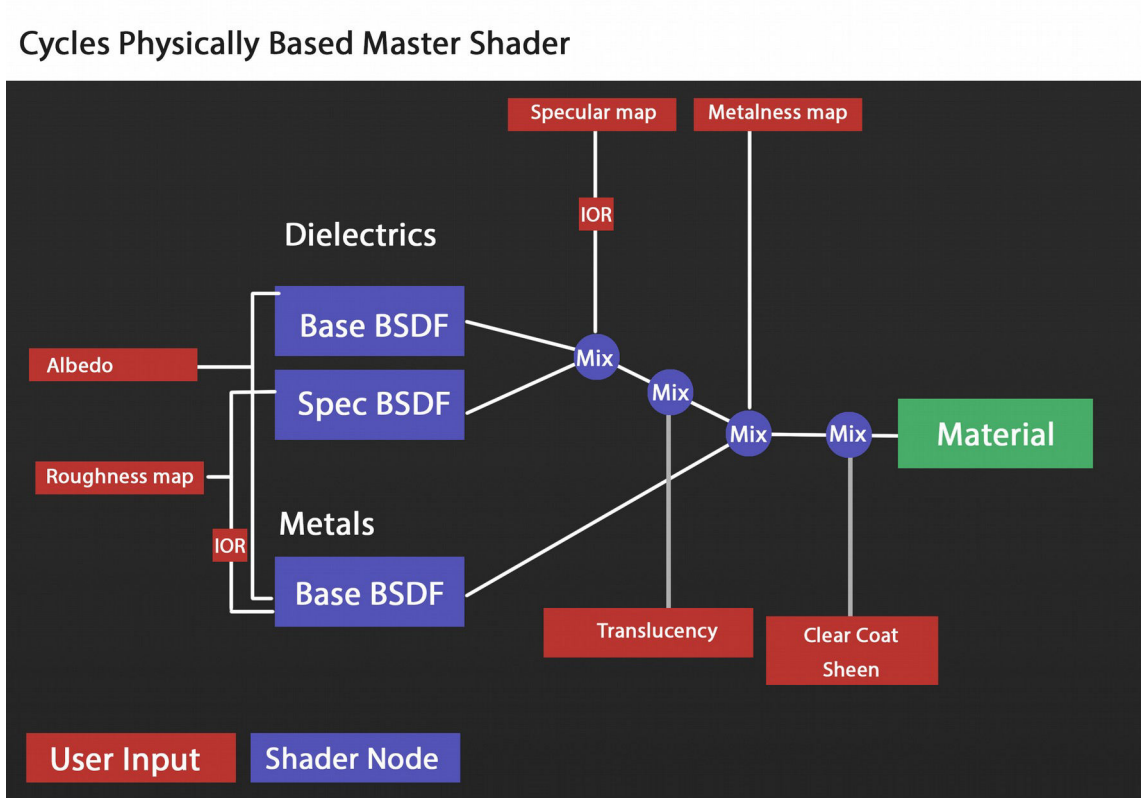 Cycles Physically Based Master Shader
Specular map
Metalness map
IOR
Dielectrics
Base BSDF
Mix
Albedo
Mix
Spec BSDF
Mix
Mix
Material
Roughness map
Metals
IOR
Base BSDF
Translucency
Clear Coat
Sheen
User Input
Shader Node